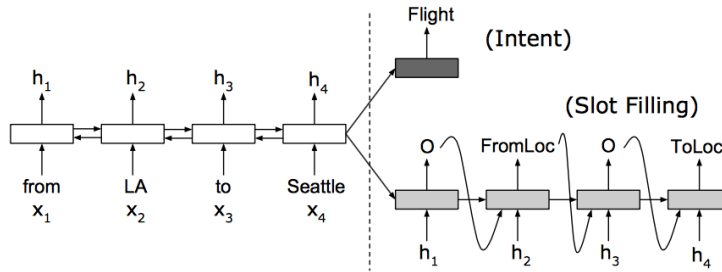 Flight
(Intent)
h1 h2 h3 h4
(Slot Filling)
O FromLoc O ToLoc
from LA to Seattle
x1 x2 x3 x4
h1 h2 h3 h4